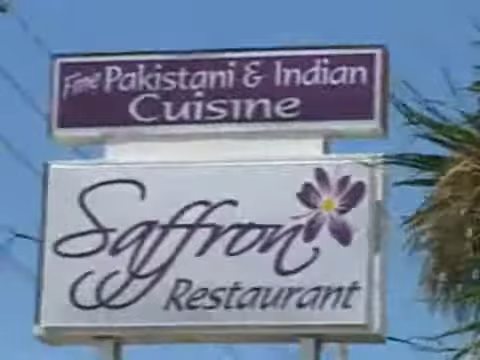 Fine Pakistani & Indian
Cuisine
Saffron
Restaurant